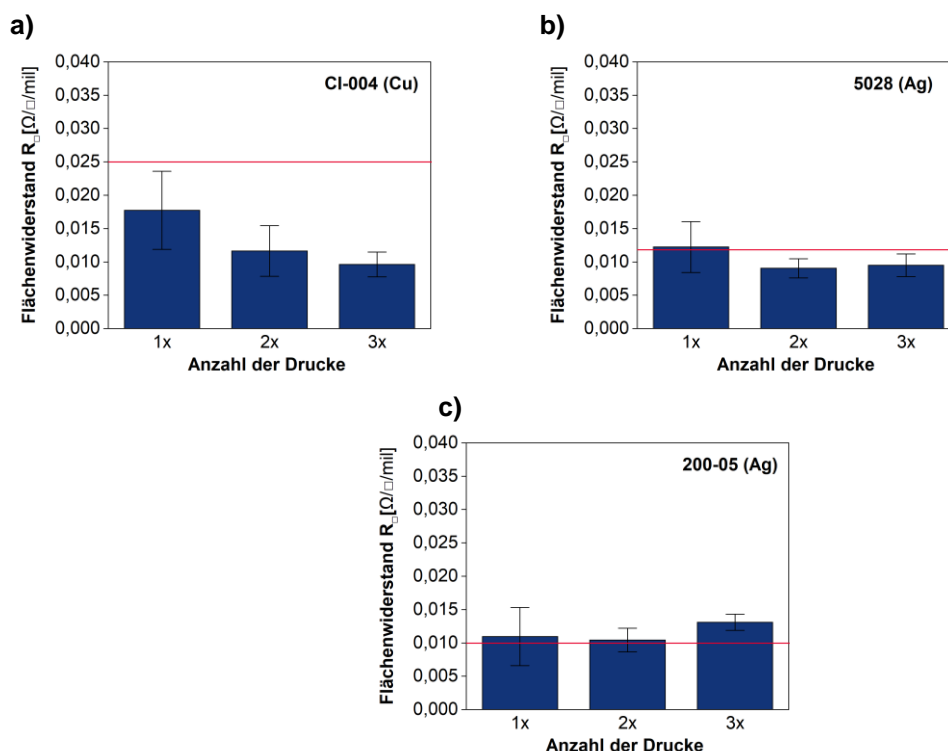 a)
Flächenwiderstand R□[Ω/□/mil]
0,040
0,035
0,030
0,025
0,020
0,015
0,010
0,005
0,000
CI-004 (Cu)
1x 2x 3x
Anzahl der Drucke
b)
Flächenwiderstand R□[Ω/□/mil]
0,040
0,035
0,030
0,025
0,020
0,015
0,010
0,005
0,000
5028 (Ag)
1x 2x 3x
Anzahl der Drucke
c)
Flächenwiderstand R□[Ω/□/mil]
0,040
0,035
0,030
0,025
0,020
0,015
0,010
0,005
0,000
200-05 (Ag)
1x 2x 3x
Anzahl der Drucke